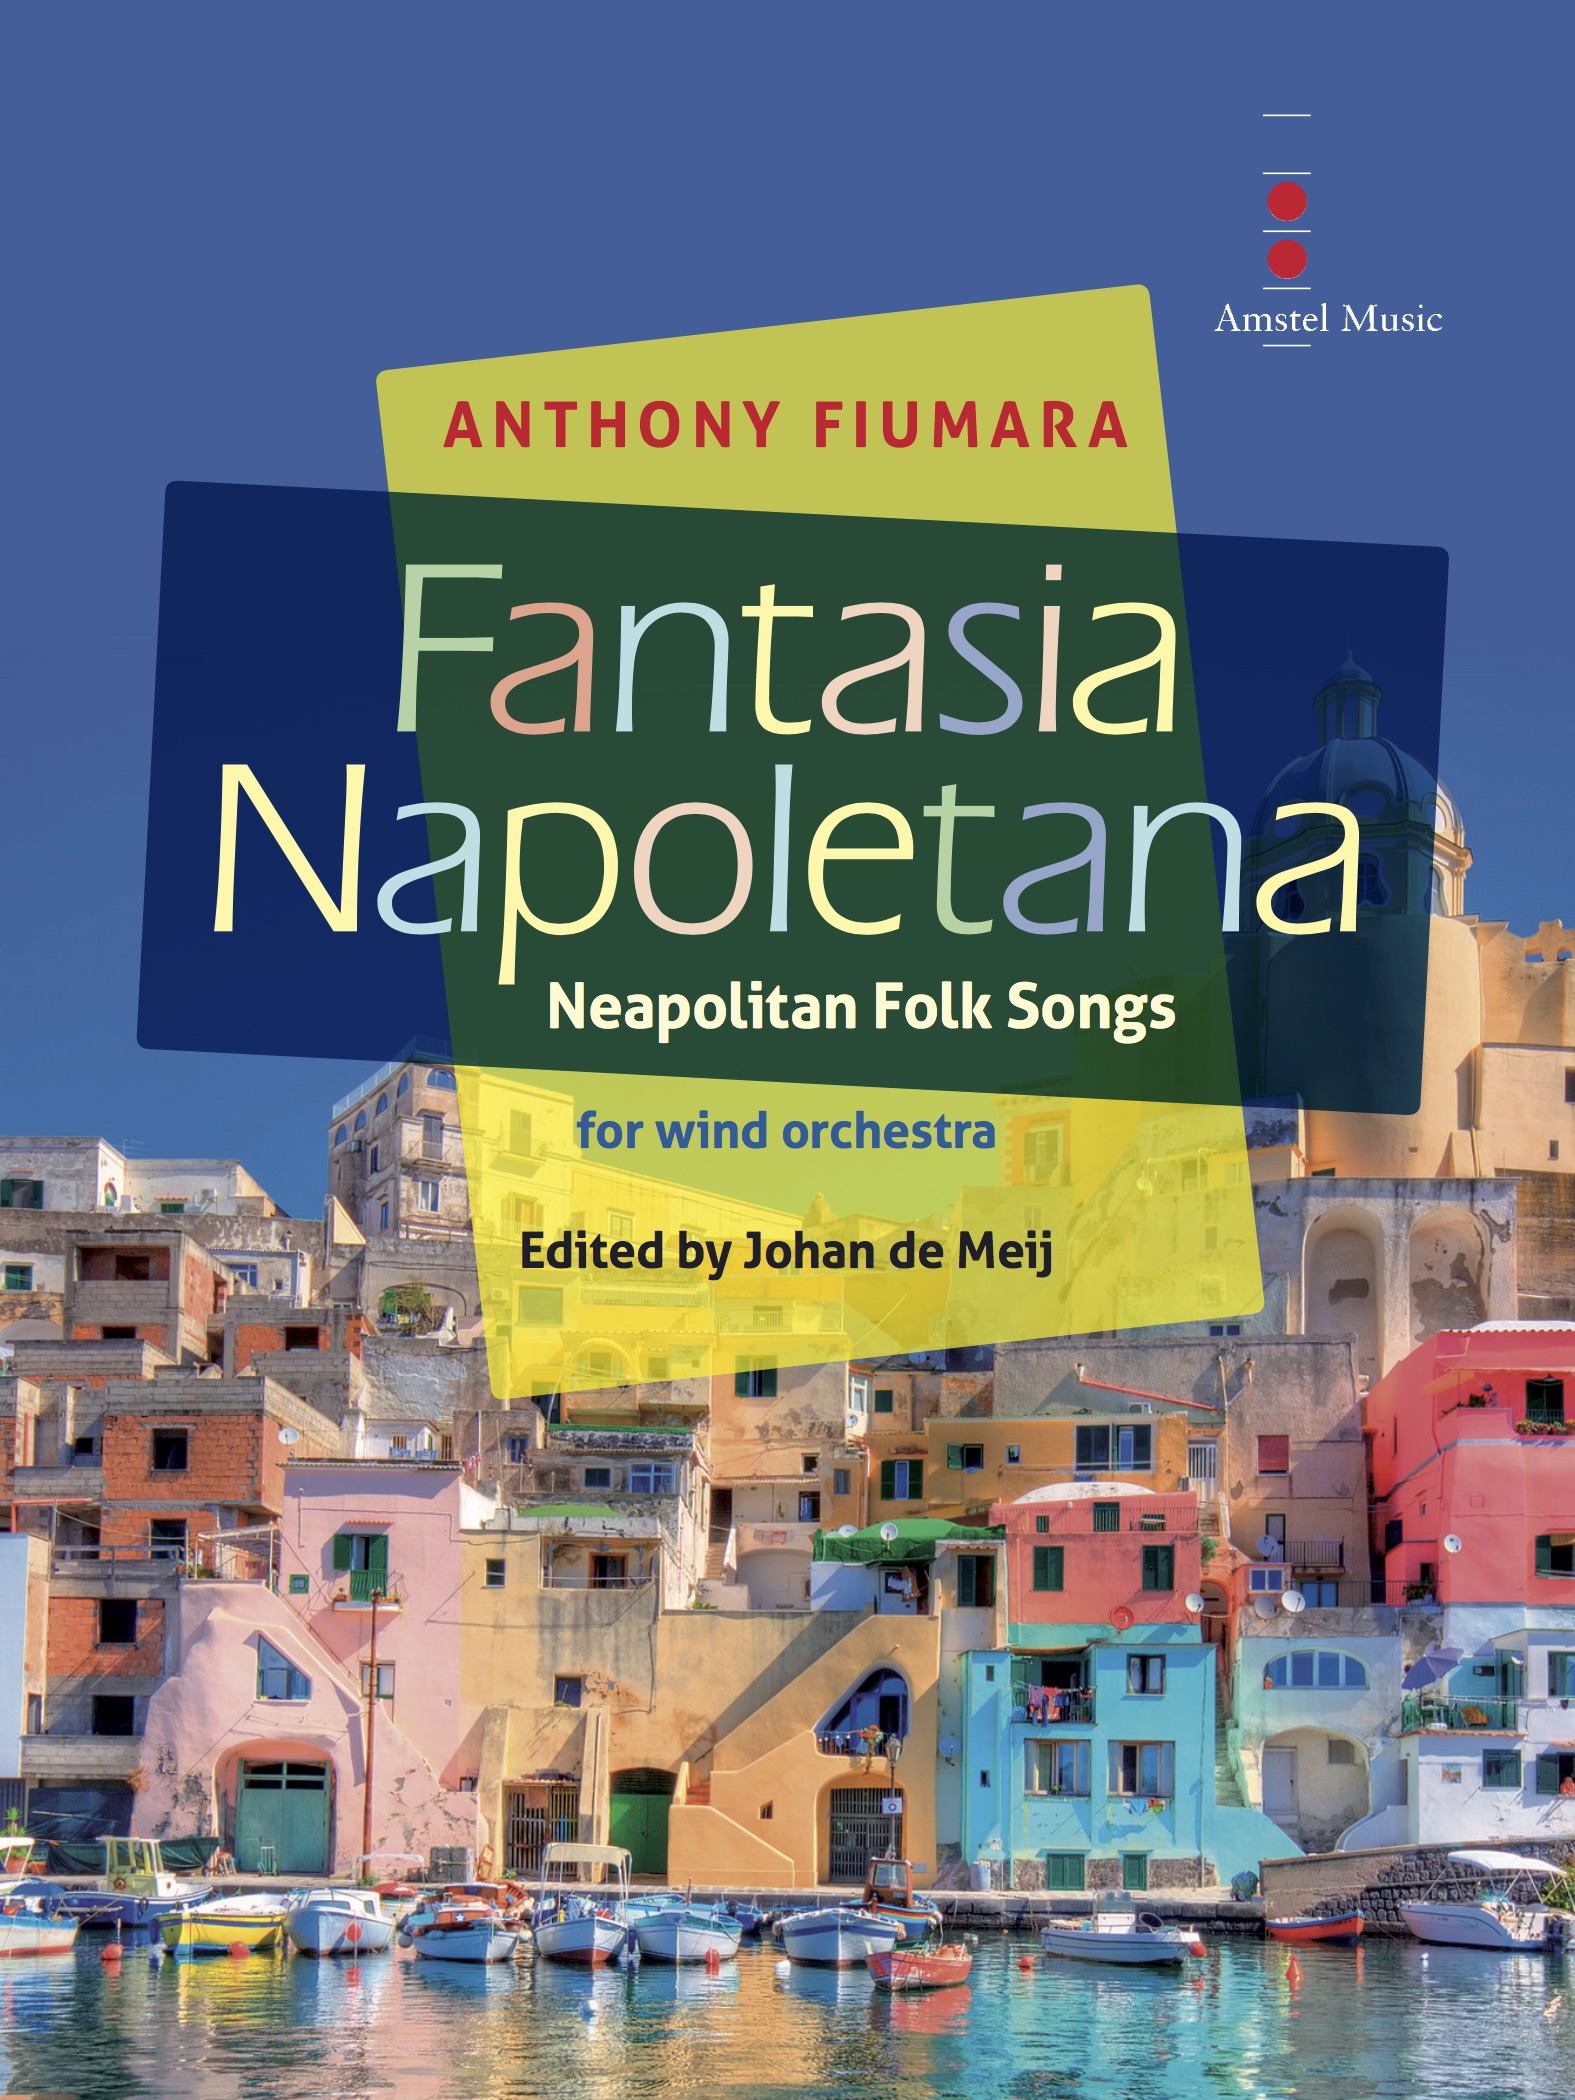 Amstel Music
ANTHONY FIUMARA
Fantasia
Napoletana
Neapolitan Folk Songs
for wind orchestra
Edited by Johan de Meij